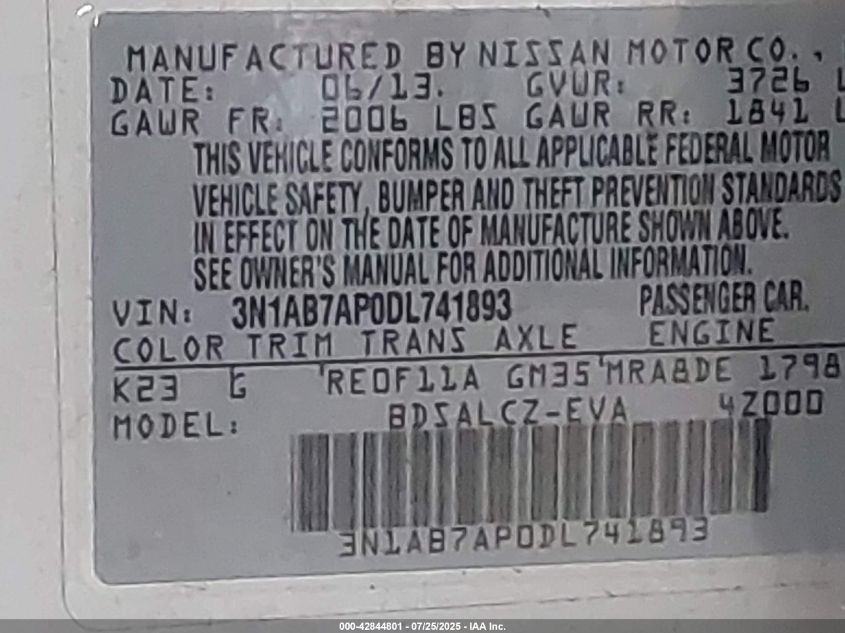 MANUFACTURED BY NISSAN MOTOR CO.,
DATE: 06/13. GVWR: 3726 L
GAWR FR: 2006 LBS GAWR RR: 1841 L
THIS VEHICLE CONFORMS TO ALL APPLICABLE FEDERAL MOTOR
VEHICLE SAFETY, BUMPER AND THEFT PREVENTION STANDARDS
IN EFFECT ON THE DATE OF MANUFACTURE SHOWN ABOVE.
SEE OWNER'S MANUAL FOR ADDITIONAL INFORMATION.
VIN: 3N1AB7AP0DL741893 PASSENGER CAR.
COLOR TRIM TRANS AXLE ENGINE
K23 G 'RE0F11A GM35'MRA8DE 1798
MODEL: BDSALCZ-EVA 4Z000
3N1AB7AP0DL741893
000-42844801 - 07/25/2025 - IAA Inc.